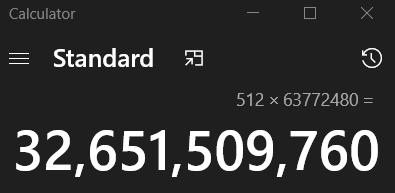 Calculator
Standard
512 × 63772480 =
32,651,509,760